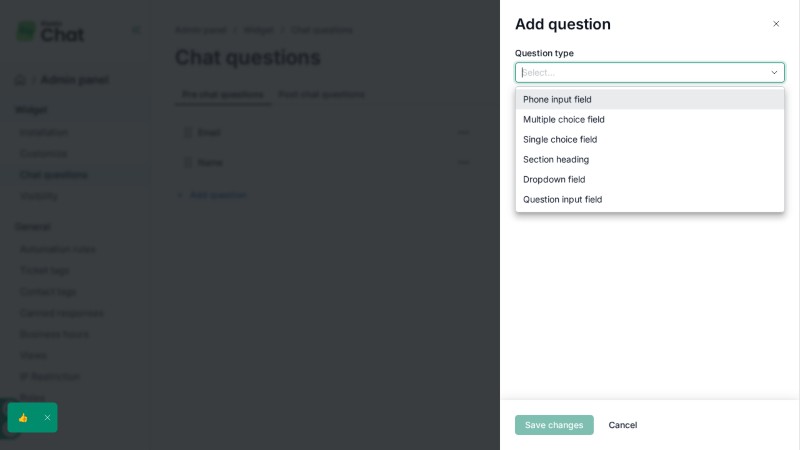 Chat
Admin panel / Widget / Chat questions
Chat questions
/ Admin panel
Pre chat questions
Post chat questions
Widget
Installation
Email
Customize
Name
Chat questions
Visibility
+ Add question
General
Automation rules
Ticket tags
Contact tags
Canned responses
Business hours
Views
IP Restriction
Add question
Question type
Select...
Phone input field
Multiple choice field
Single choice field
Section heading
Dropdown field
Question input field
Save changes
Cancel